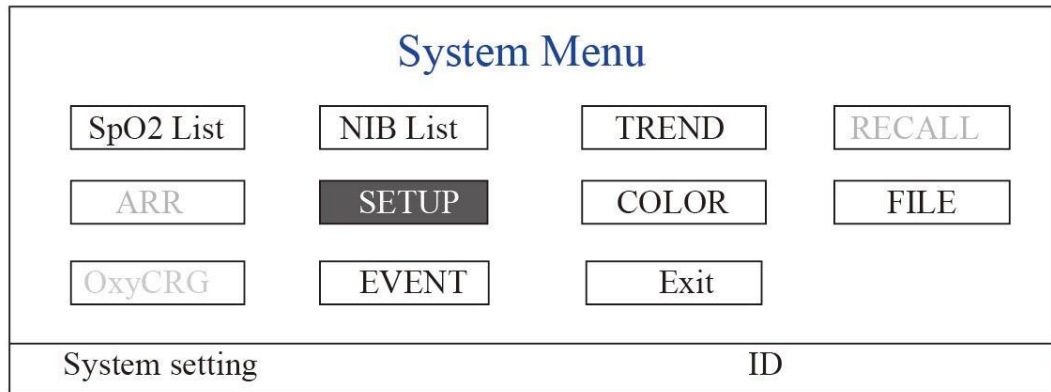 System Menu
SpO2 List NIB List TREND RECALL
ARR SETUP COLOR FILE
OxyCRG EVENT Exit
System setting ID